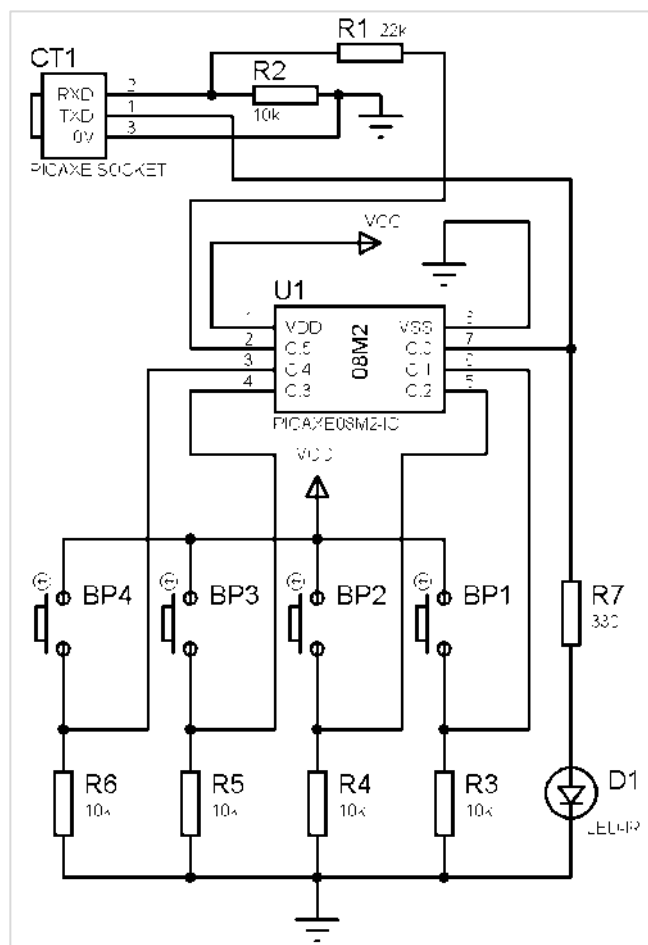 R1 22k
CT1
R2
RXD 2
TXD 1
0V 3
10k
PICAXE SOCKET
VCC
U1
1 VDD VSS 8
2 C.5 C.0 7
3 C.4 C.1 6
4 C.3 C.2 5
08M2
PICAXE08M2-IC
VCC
BP4 BP3 BP2 BP1
R7
330
R6 R5 R4 R3 D1
10k 10k 10k 10k
LED-IR